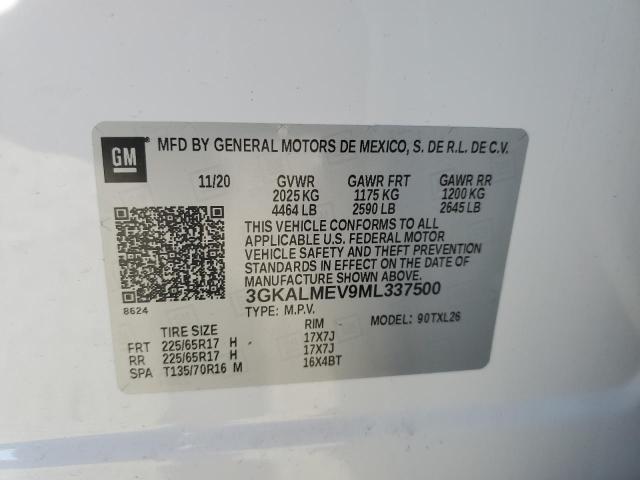 GM
MFD BY GENERAL MOTORS DE MEXICO, S. DE R.L. DE C.V.
11/20 GVWR GAWR FRT GAWR RR
2025 KG 1175 KG 1200 KG
4464 LB 2590 LB 2645 LB
THIS VEHICLE CONFORMS TO ALL
APPLICABLE U.S. FEDERAL MOTOR
VEHICLE SAFETY AND THEFT PREVENTION
STANDARDS IN EFFECT ON THE DATE OF
MANUFACTURE SHOWN ABOVE.
8624
3GKALMEV9ML337500
TYPE: M.P.V. MODEL: 90TXL26
TIRE SIZE RIM
FRT 225/65R17 H 17X7J
RR 225/65R17 H 17X7J
SPA T135/70R16 M 16X4BT